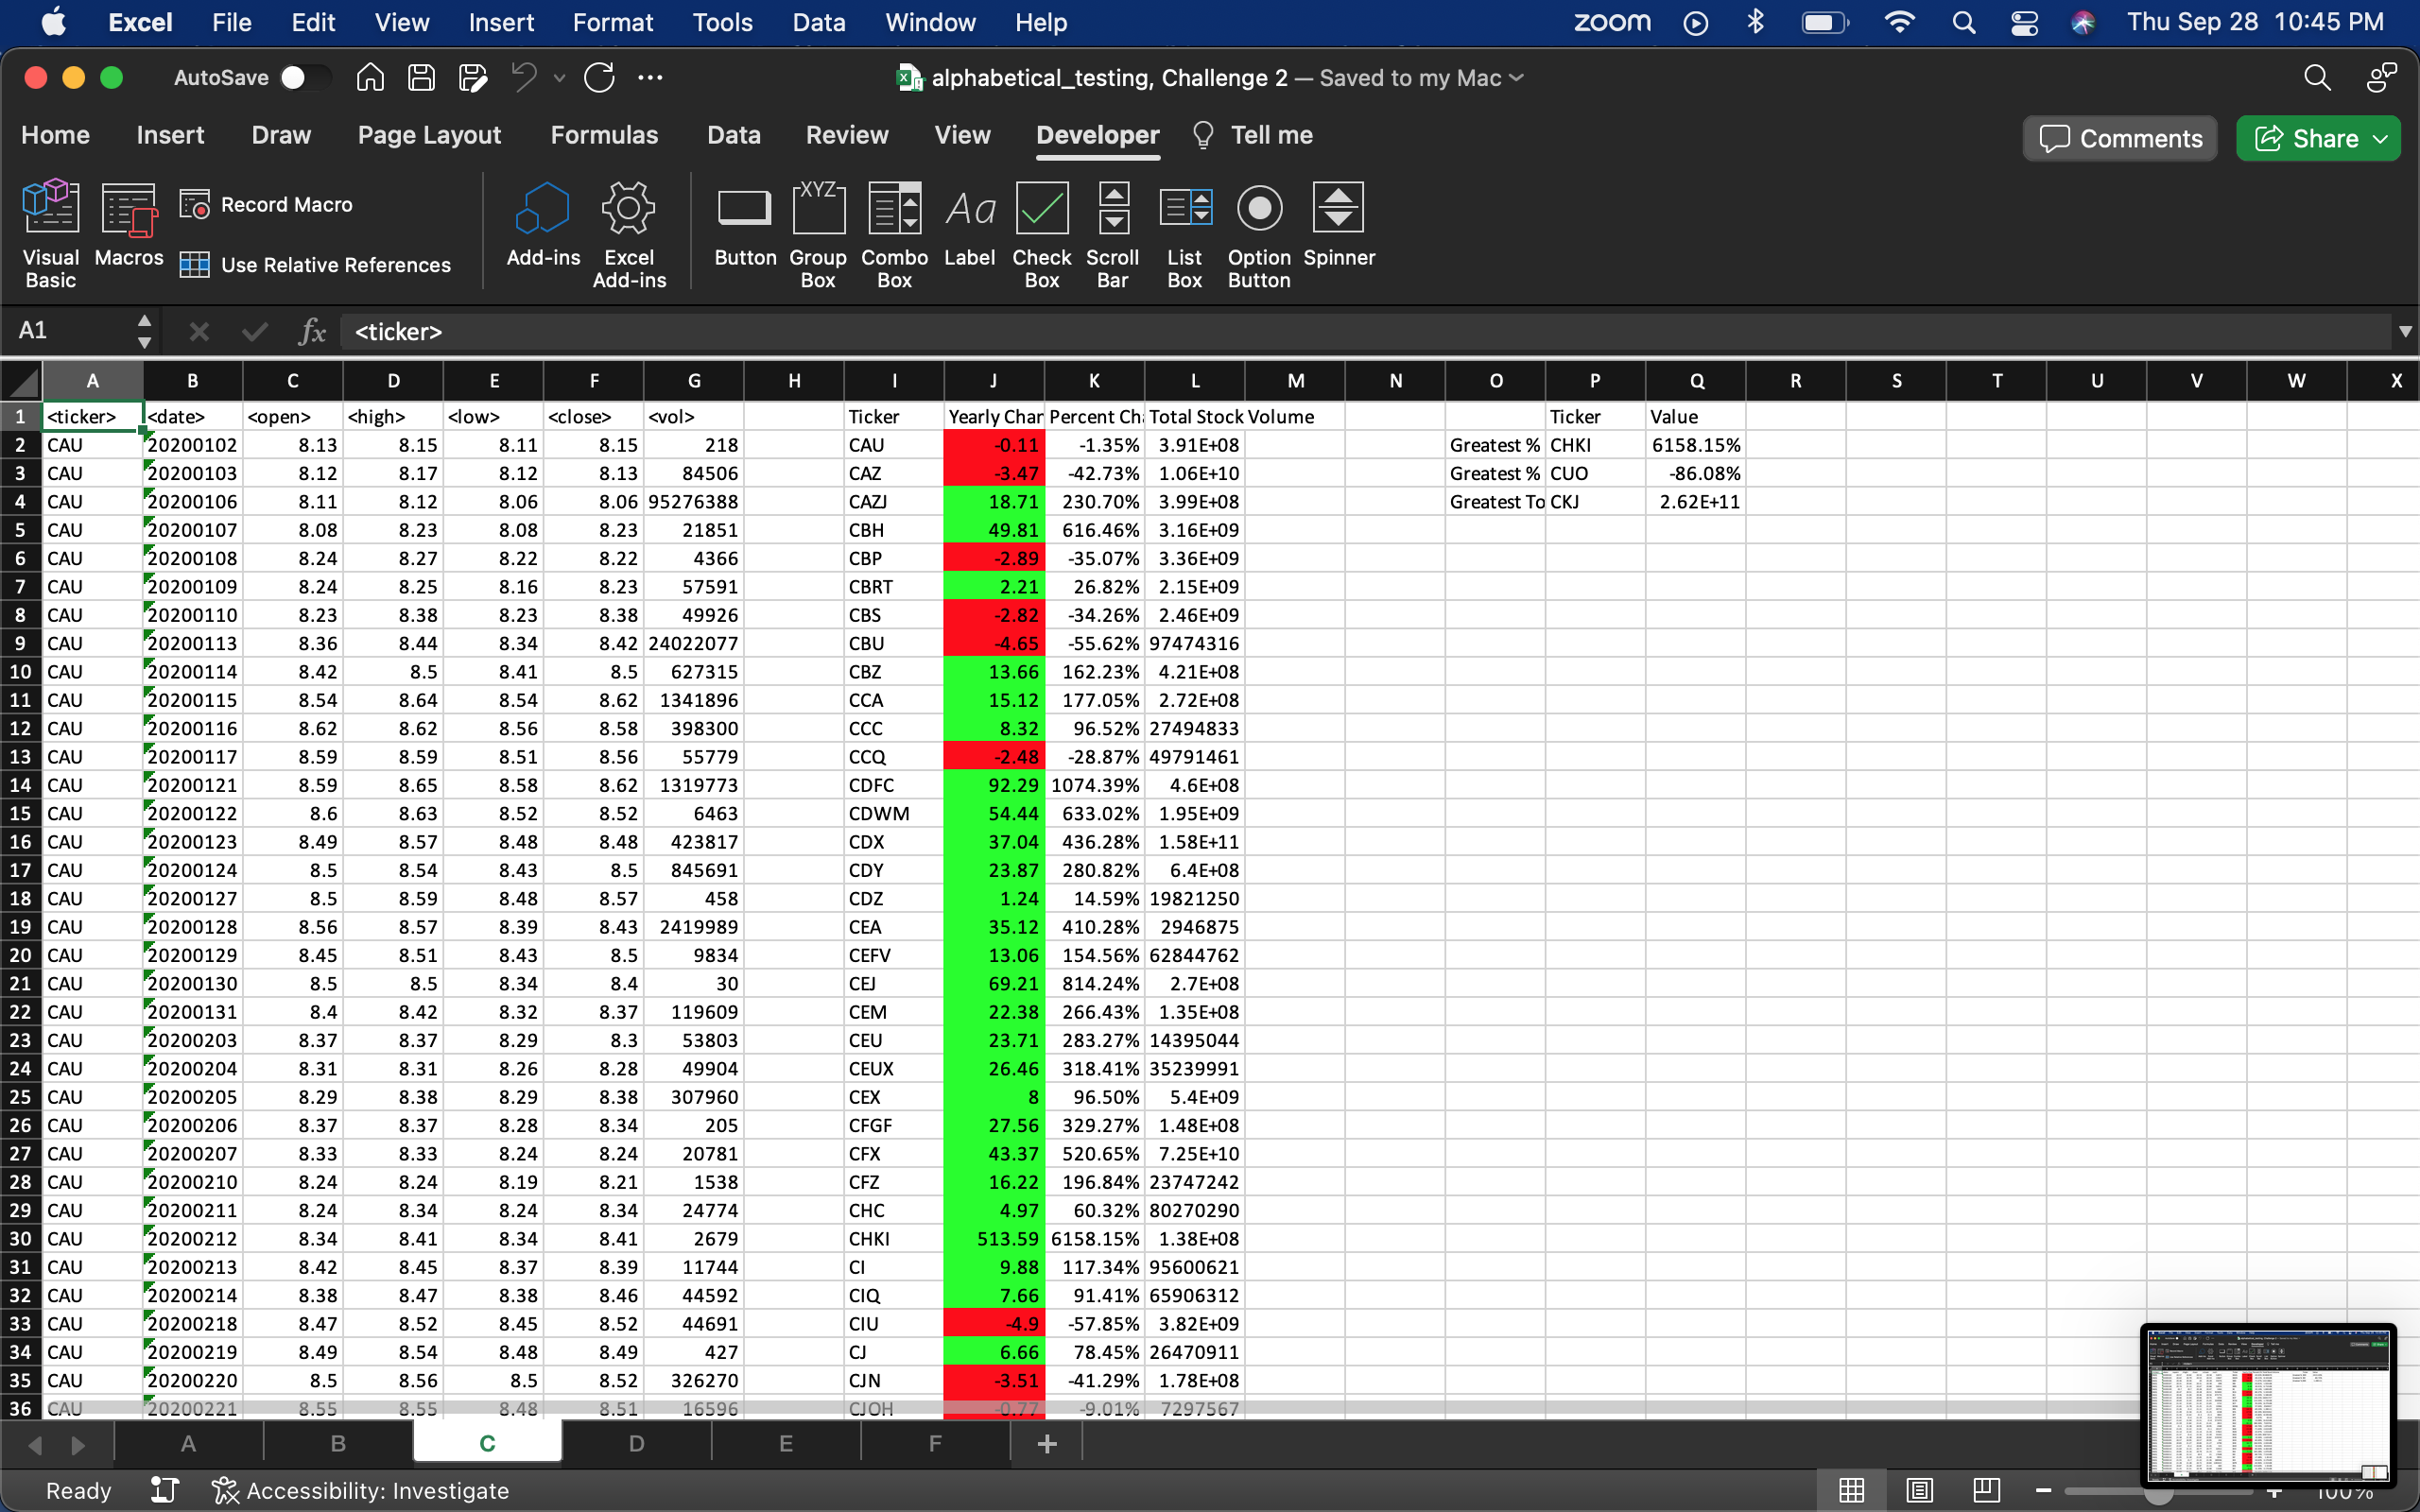 Excel File Edit View Insert Format Tools Data Window Help zoom Thu Sep 28 10:45 PM
AutoSave alphabetical_testing, Challenge 2 — Saved to my Mac
Home Insert Draw Page Layout Formulas Data Review View Developer Tell me Comments Share
Visual Basic Macros Record Macro Use Relative References Add-ins Excel Add-ins XYZ Button Group Box Combo Box Aa Label Check Box Scroll Bar List Box Option Button Spinner
A1 fx <ticker>
A B C D E F G H I J K L M N O P Q R S T U V W X
1 <ticker> <date> <open> <high> <low> <close> <vol> Ticker Yearly Char Percent Ch Total Stock Volume Ticker Value
2 CAU 20200102 8.13 8.15 8.11 8.15 218 CAU -0.11 -1.35% 3.91E+08 Greatest % CHKI 6158.15%
3 CAU 20200103 8.12 8.17 8.12 8.13 84506 CAZ -3.47 -42.73% 1.06E+10 Greatest % CUO -86.08%
4 CAU 20200106 8.11 8.12 8.06 8.06 95276388 CAZJ 18.71 230.70% 3.99E+08 Greatest To CKJ 2.62E+11
5 CAU 20200107 8.08 8.23 8.08 8.23 21851 CBH 49.81 616.46% 3.16E+09
6 CAU 20200108 8.24 8.27 8.22 8.22 4366 CBP -2.89 -35.07% 3.36E+09
7 CAU 20200109 8.24 8.25 8.16 8.23 57591 CBRT 2.21 26.82% 2.15E+09
8 CAU 20200110 8.23 8.38 8.23 8.38 49926 CBS -2.82 -34.26% 2.46E+09
9 CAU 20200113 8.36 8.44 8.34 8.42 24022077 CBU -4.65 -55.62% 97474316
10 CAU 20200114 8.42 8.5 8.41 8.5 627315 CBZ 13.66 162.23% 4.21E+08
11 CAU 20200115 8.54 8.64 8.54 8.62 1341896 CCA 15.12 177.05% 2.72E+08
12 CAU 20200116 8.62 8.62 8.56 8.58 398300 CCC 8.32 96.52% 27494833
13 CAU 20200117 8.59 8.59 8.51 8.56 55779 CCQ -2.48 -28.87% 49791461
14 CAU 20200121 8.59 8.65 8.58 8.62 1319773 CDFC 92.29 1074.39% 4.6E+08
15 CAU 20200122 8.6 8.63 8.52 8.52 6463 CDWM 54.44 633.02% 1.95E+09
16 CAU 20200123 8.49 8.57 8.48 8.48 423817 CDX 37.04 436.28% 1.58E+11
17 CAU 20200124 8.5 8.54 8.43 8.5 845691 CDY 23.87 280.82% 6.4E+08
18 CAU 20200127 8.5 8.59 8.48 8.57 458 CDZ 1.24 14.59% 19821250
19 CAU 20200128 8.56 8.57 8.39 8.43 2419989 CEA 35.12 410.28% 2946875
20 CAU 20200129 8.45 8.51 8.43 8.5 9834 CEFV 13.06 154.56% 62844762
21 CAU 20200130 8.5 8.5 8.34 8.4 30 CEJ 69.21 814.24% 2.7E+08
22 CAU 20200131 8.4 8.42 8.32 8.37 119609 CEM 22.38 266.43% 1.35E+08
23 CAU 20200203 8.37 8.37 8.29 8.3 53803 CEU 23.71 283.27% 14395044
24 CAU 20200204 8.31 8.31 8.26 8.28 49904 CEUX 26.46 318.41% 35239991
25 CAU 20200205 8.29 8.38 8.29 8.38 307960 CEX 8 96.50% 5.4E+09
26 CAU 20200206 8.37 8.37 8.28 8.34 205 CFGF 27.56 329.27% 1.48E+08
27 CAU 20200207 8.33 8.33 8.24 8.24 20781 CFX 43.37 520.65% 7.25E+10
28 CAU 20200210 8.24 8.24 8.19 8.21 1538 CFZ 16.22 196.84% 23747242
29 CAU 20200211 8.24 8.34 8.24 8.34 24774 CHC 4.97 60.32% 80270290
30 CAU 20200212 8.34 8.41 8.34 8.41 2679 CHKI 513.59 6158.15% 1.38E+08
31 CAU 20200213 8.42 8.45 8.37 8.39 11744 CI 9.88 117.34% 95600621
32 CAU 20200214 8.38 8.47 8.38 8.46 44592 CIQ 7.66 91.41% 65906312
33 CAU 20200218 8.47 8.52 8.45 8.52 44691 CIU -4.9 -57.85% 3.82E+09
34 CAU 20200219 8.49 8.54 8.48 8.49 427 CJ 6.66 78.45% 26470911
35 CAU 20200220 8.5 8.56 8.5 8.52 326270 CJN -3.51 -41.29% 1.78E+08
36 CAU 20200221 8.55 8.55 8.48 8.51 16596 CJOH -0.77 -9.01% 7297567
A B C D E F
Ready Accessibility: Investigate 100%